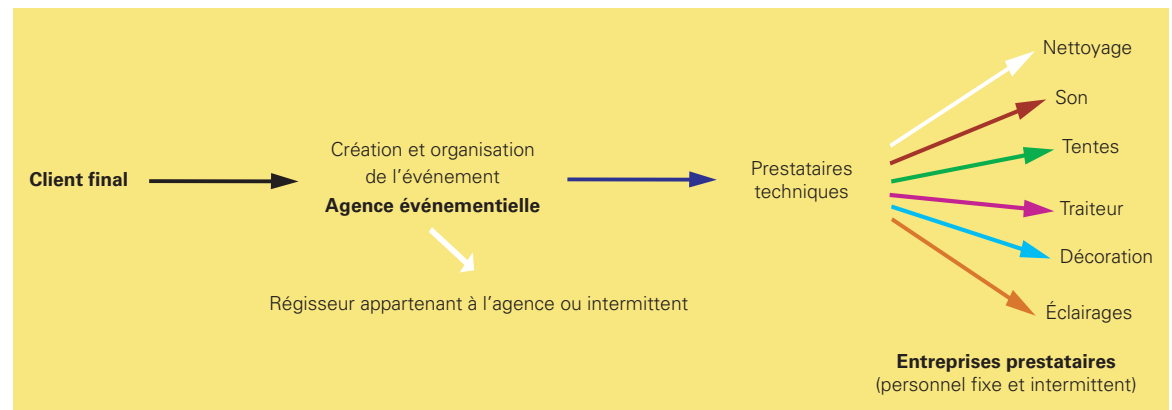 Client final
Création et organisation
de l’événement
Agence événementielle
Régisseur appartenant à l’agence ou intermittent
Prestataires
techniques
Nettoyage
Son
Tentes
Traiteur
Décoration
Éclairages
Entreprises prestataires
(personnel fixe et intermittent)